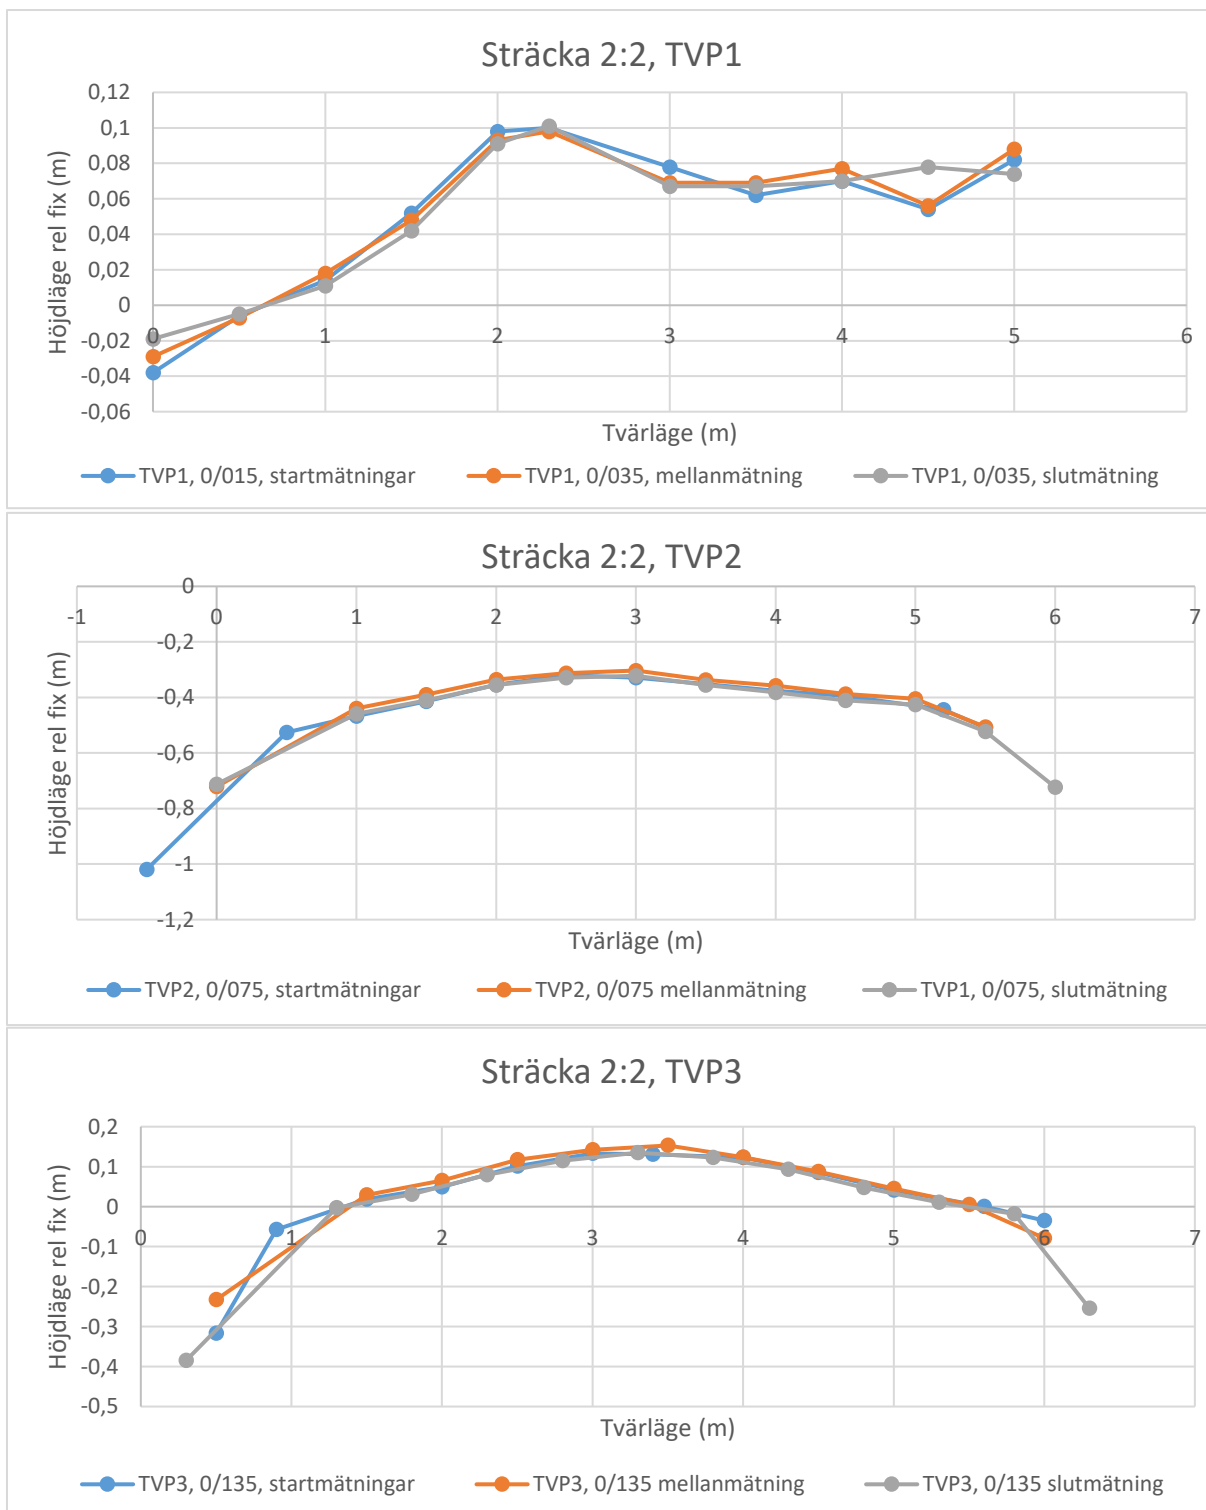 Sträcka 2:2, TVP1
0,12
0,1
0,08
0,06
0,04
0,02
0
-0,02
-0,04
-0,06
0 1 2 3 4 5 6
Höjdläge rel fix (m)
Tvärläge (m)
TVP1, 0/015, startmätningar TVP1, 0/035, mellanmätning TVP1, 0/035, slutmätning
Sträcka 2:2, TVP2
0
-0,2
-0,4
-0,6
-0,8
-1
-1,2
-1 0 1 2 3 4 5 6 7
Höjdläge rel fix (m)
Tvärläge (m)
TVP2, 0/075, startmätningar TVP2, 0/075 mellanmätning TVP1, 0/075, slutmätning
Sträcka 2:2, TVP3
0,2
0,1
0
-0,1
-0,2
-0,3
-0,4
-0,5
0 1 2 3 4 5 6 7
Höjdläge rel fix (m)
Tvärläge (m)
TVP3, 0/135, startmätningar TVP3, 0/135 mellanmätning TVP3, 0/135 slutmätning